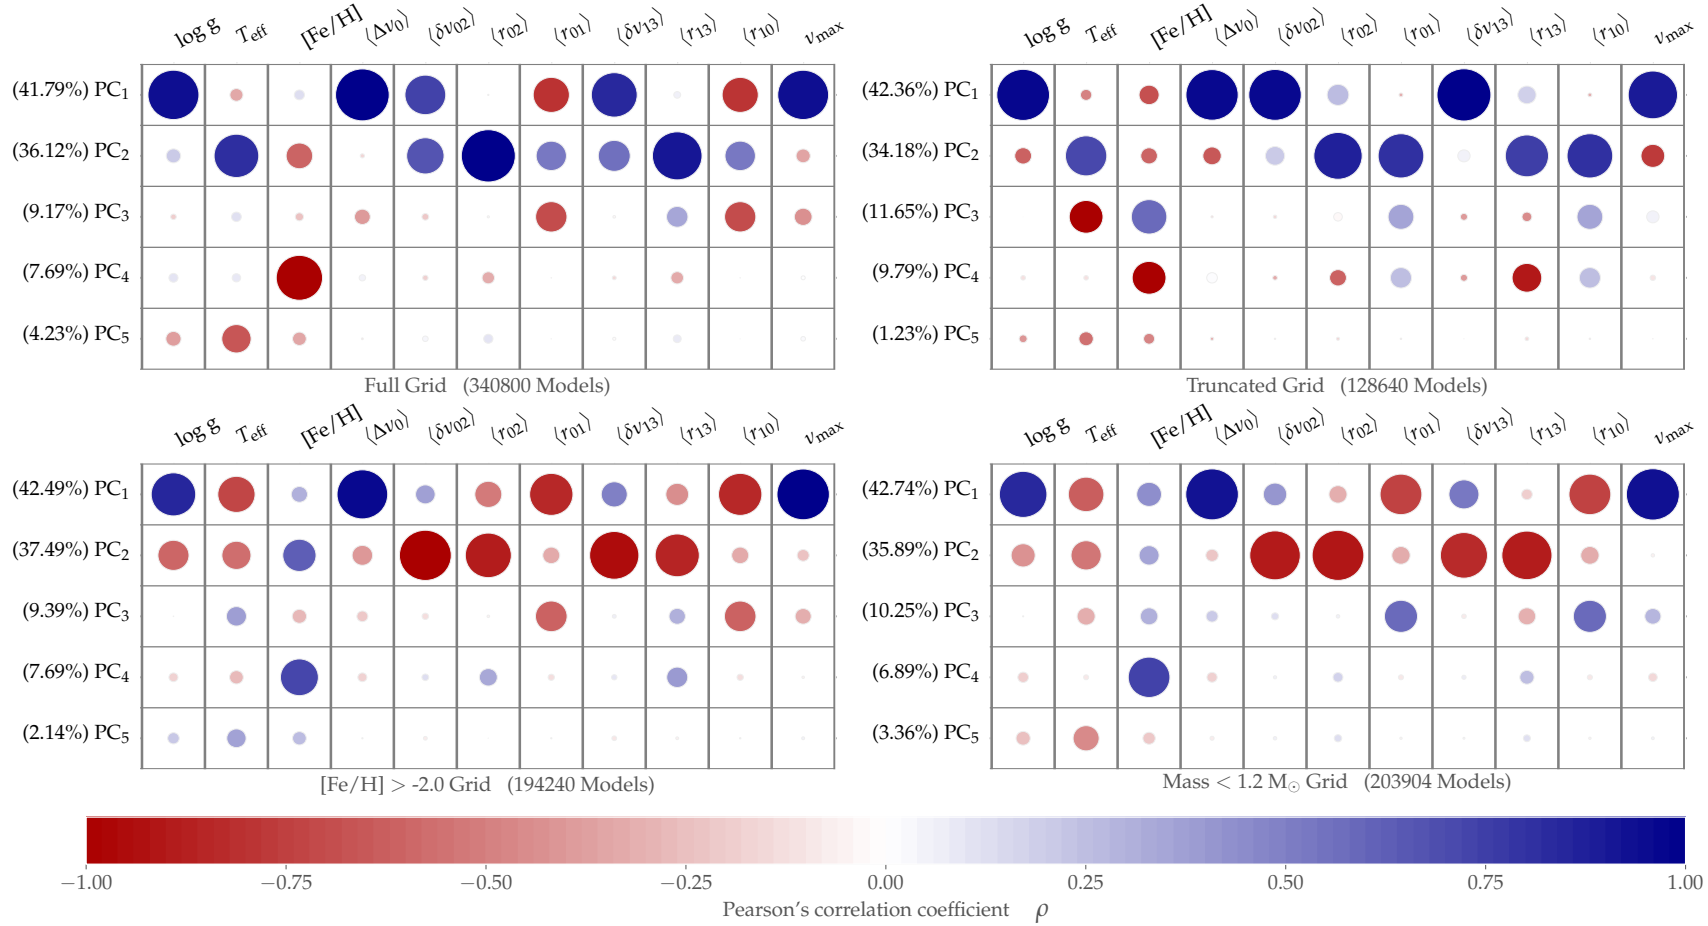 log g T_eff [Fe/H] ⟨Δν₀⟩ ⟨δν₀₂⟩ ⟨r₀₂⟩ ⟨r₀₁⟩ ⟨δν₁₃⟩ ⟨r₁₃⟩ ⟨r₁₀⟩ ν_max
(41.79%) PC₁
(36.12%) PC₂
(9.17%) PC₃
(7.69%) PC₄
(4.23%) PC₅
Full Grid (340800 Models)
log g T_eff [Fe/H] ⟨Δν₀⟩ ⟨δν₀₂⟩ ⟨r₀₂⟩ ⟨r₀₁⟩ ⟨δν₁₃⟩ ⟨r₁₃⟩ ⟨r₁₀⟩ ν_max
(42.36%) PC₁
(34.18%) PC₂
(11.65%) PC₃
(9.79%) PC₄
(1.23%) PC₅
Truncated Grid (128640 Models)
log g T_eff [Fe/H] ⟨Δν₀⟩ ⟨δν₀₂⟩ ⟨r₀₂⟩ ⟨r₀₁⟩ ⟨δν₁₃⟩ ⟨r₁₃⟩ ⟨r₁₀⟩ ν_max
(42.49%) PC₁
(37.49%) PC₂
(9.39%) PC₃
(7.69%) PC₄
(2.14%) PC₅
[Fe/H] > -2.0 Grid (194240 Models)
log g T_eff [Fe/H] ⟨Δν₀⟩ ⟨δν₀₂⟩ ⟨r₀₂⟩ ⟨r₀₁⟩ ⟨δν₁₃⟩ ⟨r₁₃⟩ ⟨r₁₀⟩ ν_max
(42.74%) PC₁
(35.89%) PC₂
(10.25%) PC₃
(6.89%) PC₄
(3.36%) PC₅
Mass < 1.2 M☉ Grid (203904 Models)
−1.00 −0.75 −0.50 −0.25 0.00 0.25 0.50 0.75 1.00
Pearson's correlation coefficient ρ